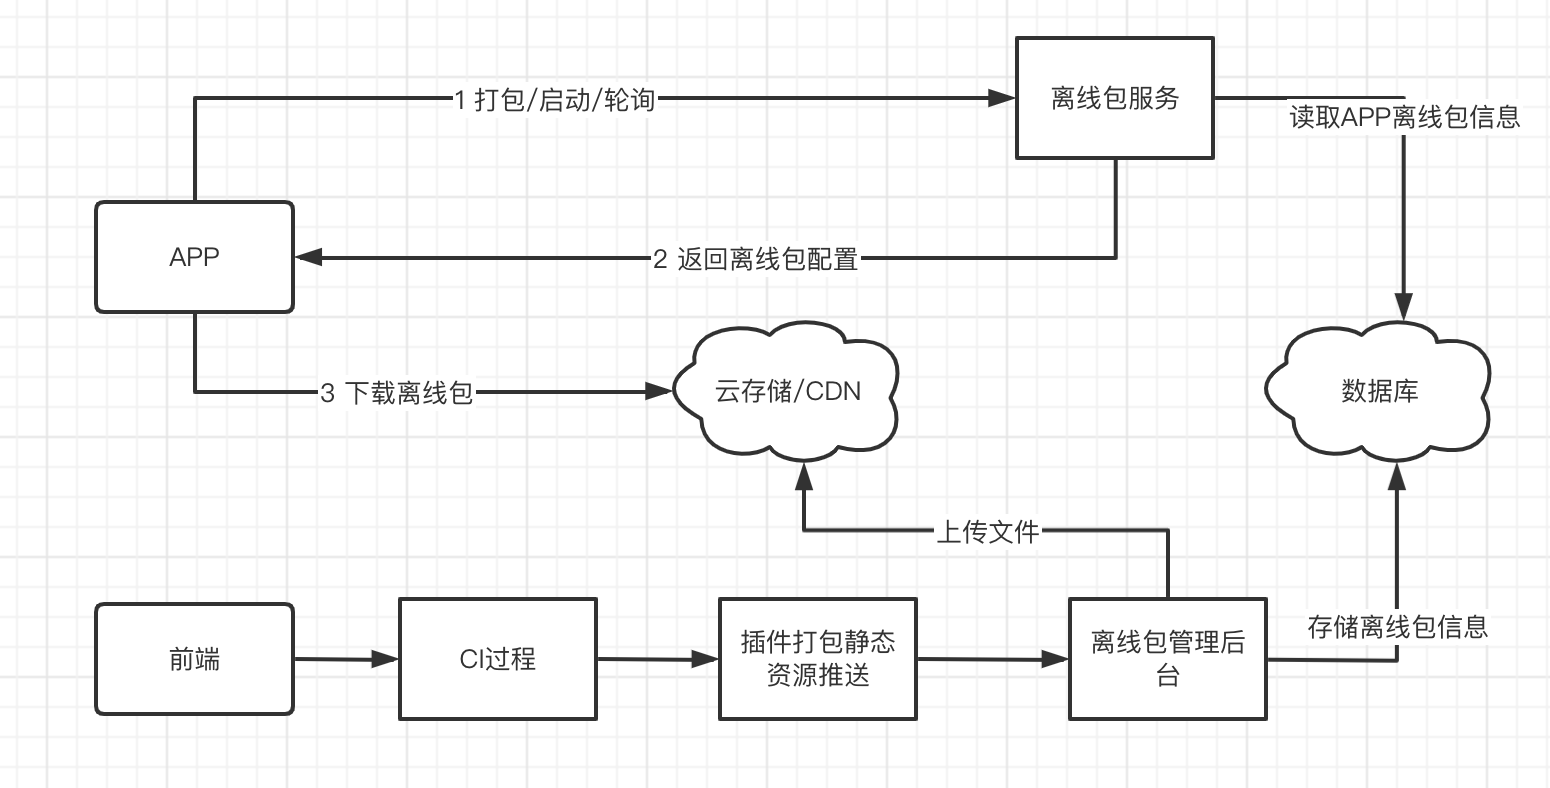 离线包服务
1 打包/启动/轮询
读取APP离线包信息
APP
2 返回离线包配置
3 下载离线包
云存储/CDN
数据库
上传文件
前端
CI过程
插件打包静态
资源推送
离线包管理后
台
存储离线包信息